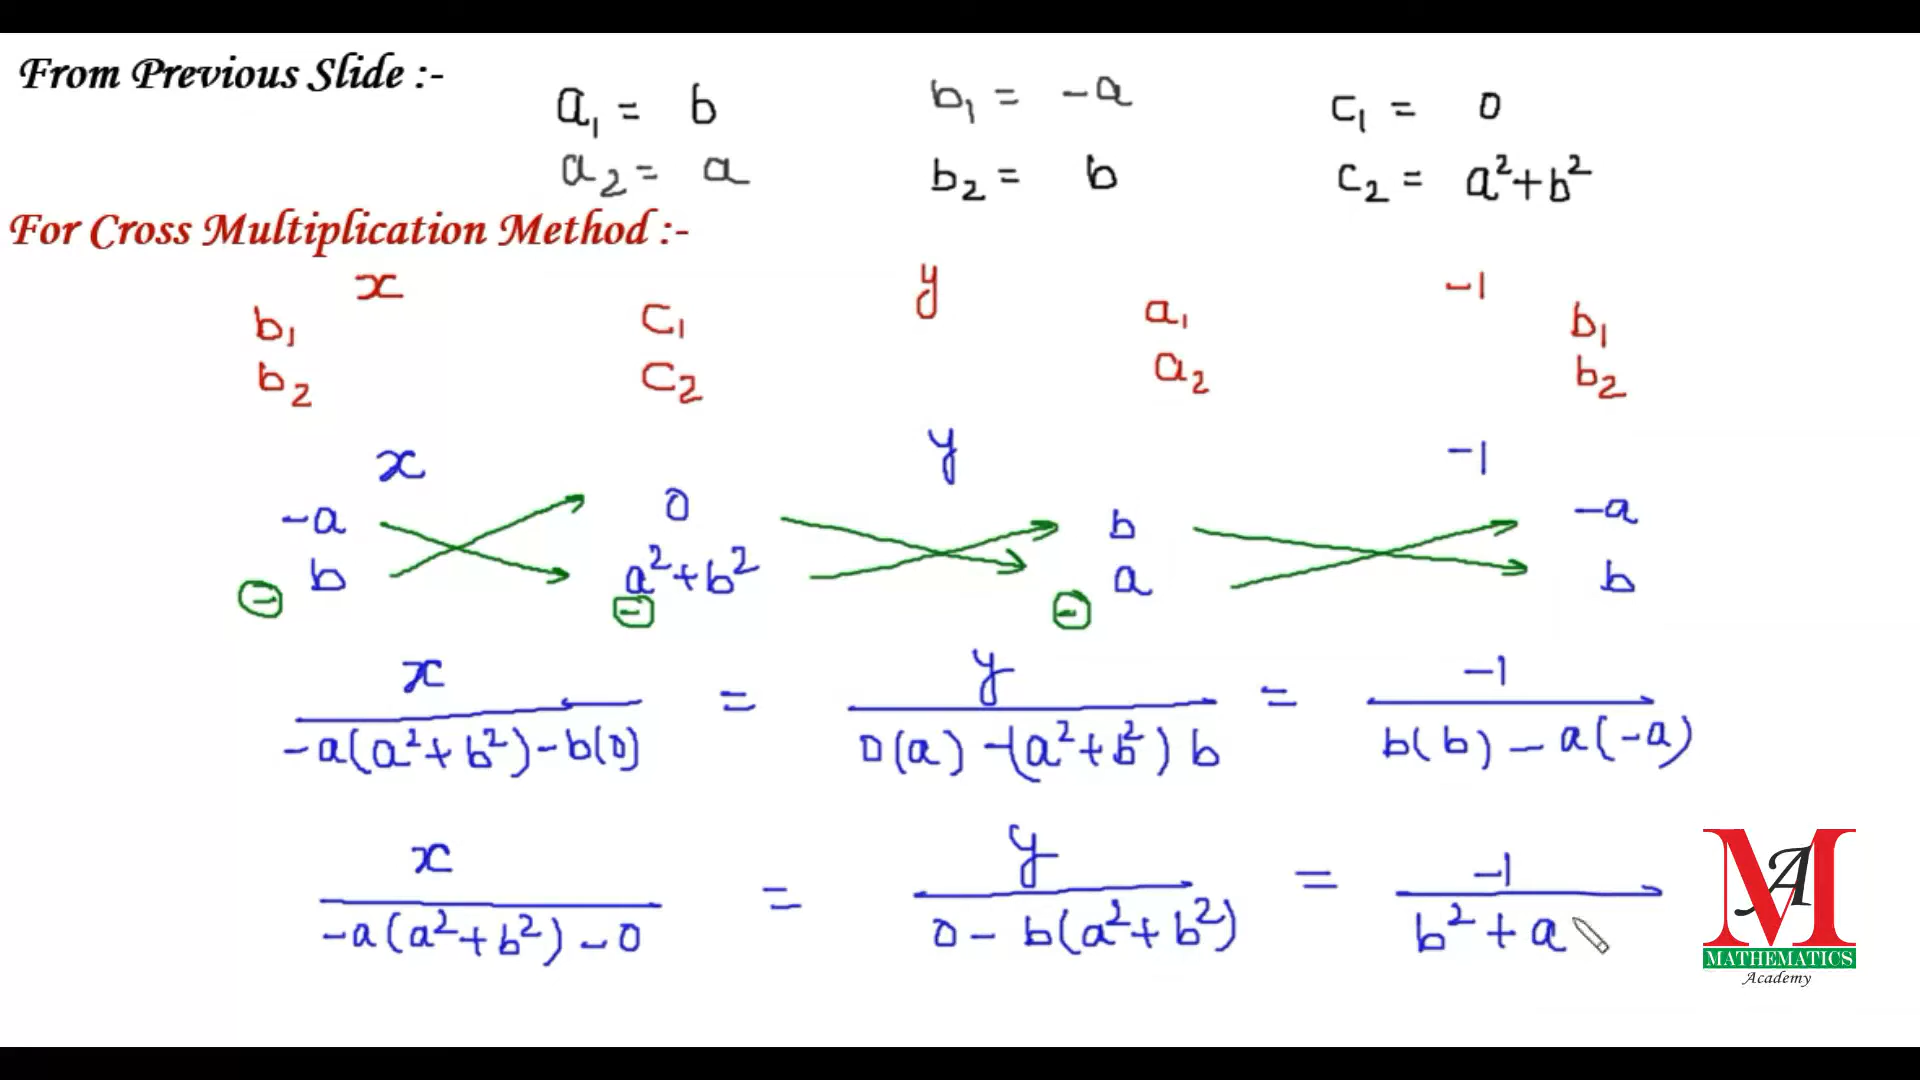 From Previous Slide :-
a₁ = b b₁ = -a c₁ = 0
a₂ = a b₂ = b c₂ = a²+b²
For Cross Multiplication Method :-
x y -1
b₁ c₁ a₁ b₁
b₂ c₂ a₂ b₂
x y -1
-a 0 b -a
b a²+b² a b
- - -
x = y = -1
-a(a²+b²)-b(0) 0(a)-(a²+b²)b b(b)-a(-a)
x = y = -1
-a(a²+b²)-0 0-b(a²+b²) b²+a
MA
MATHEMATICS
Academy